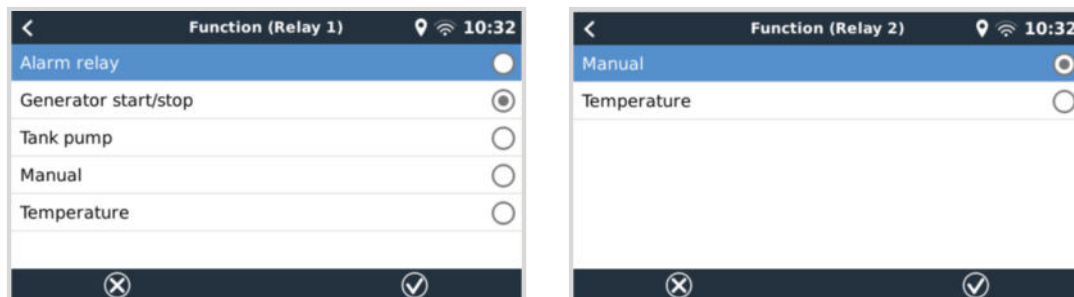 Function (Relay 1) 10:32
Alarm relay
Generator start/stop
Tank pump
Manual
Temperature
Function (Relay 2) 10:32
Manual
Temperature